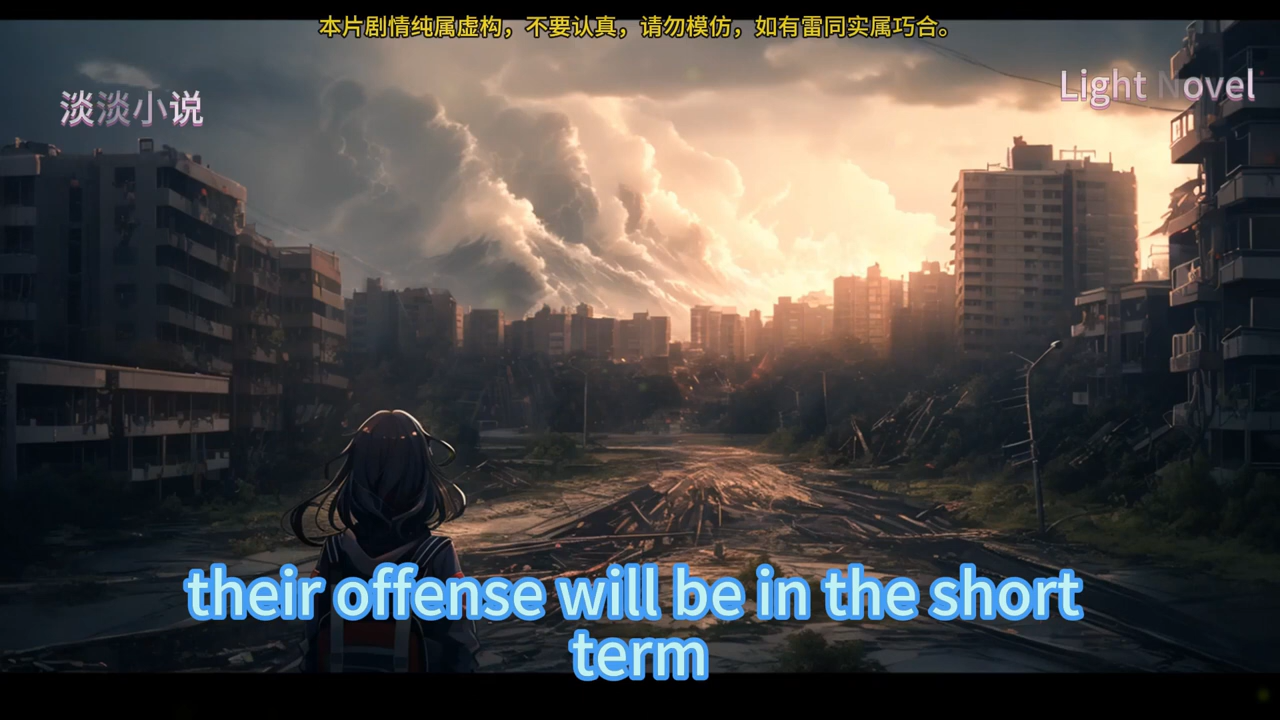 本片剧情纯属虚构，不要认真，请勿模仿，如有雷同实属巧合。
淡淡小说
Light Novel
their offense will be in the short
term